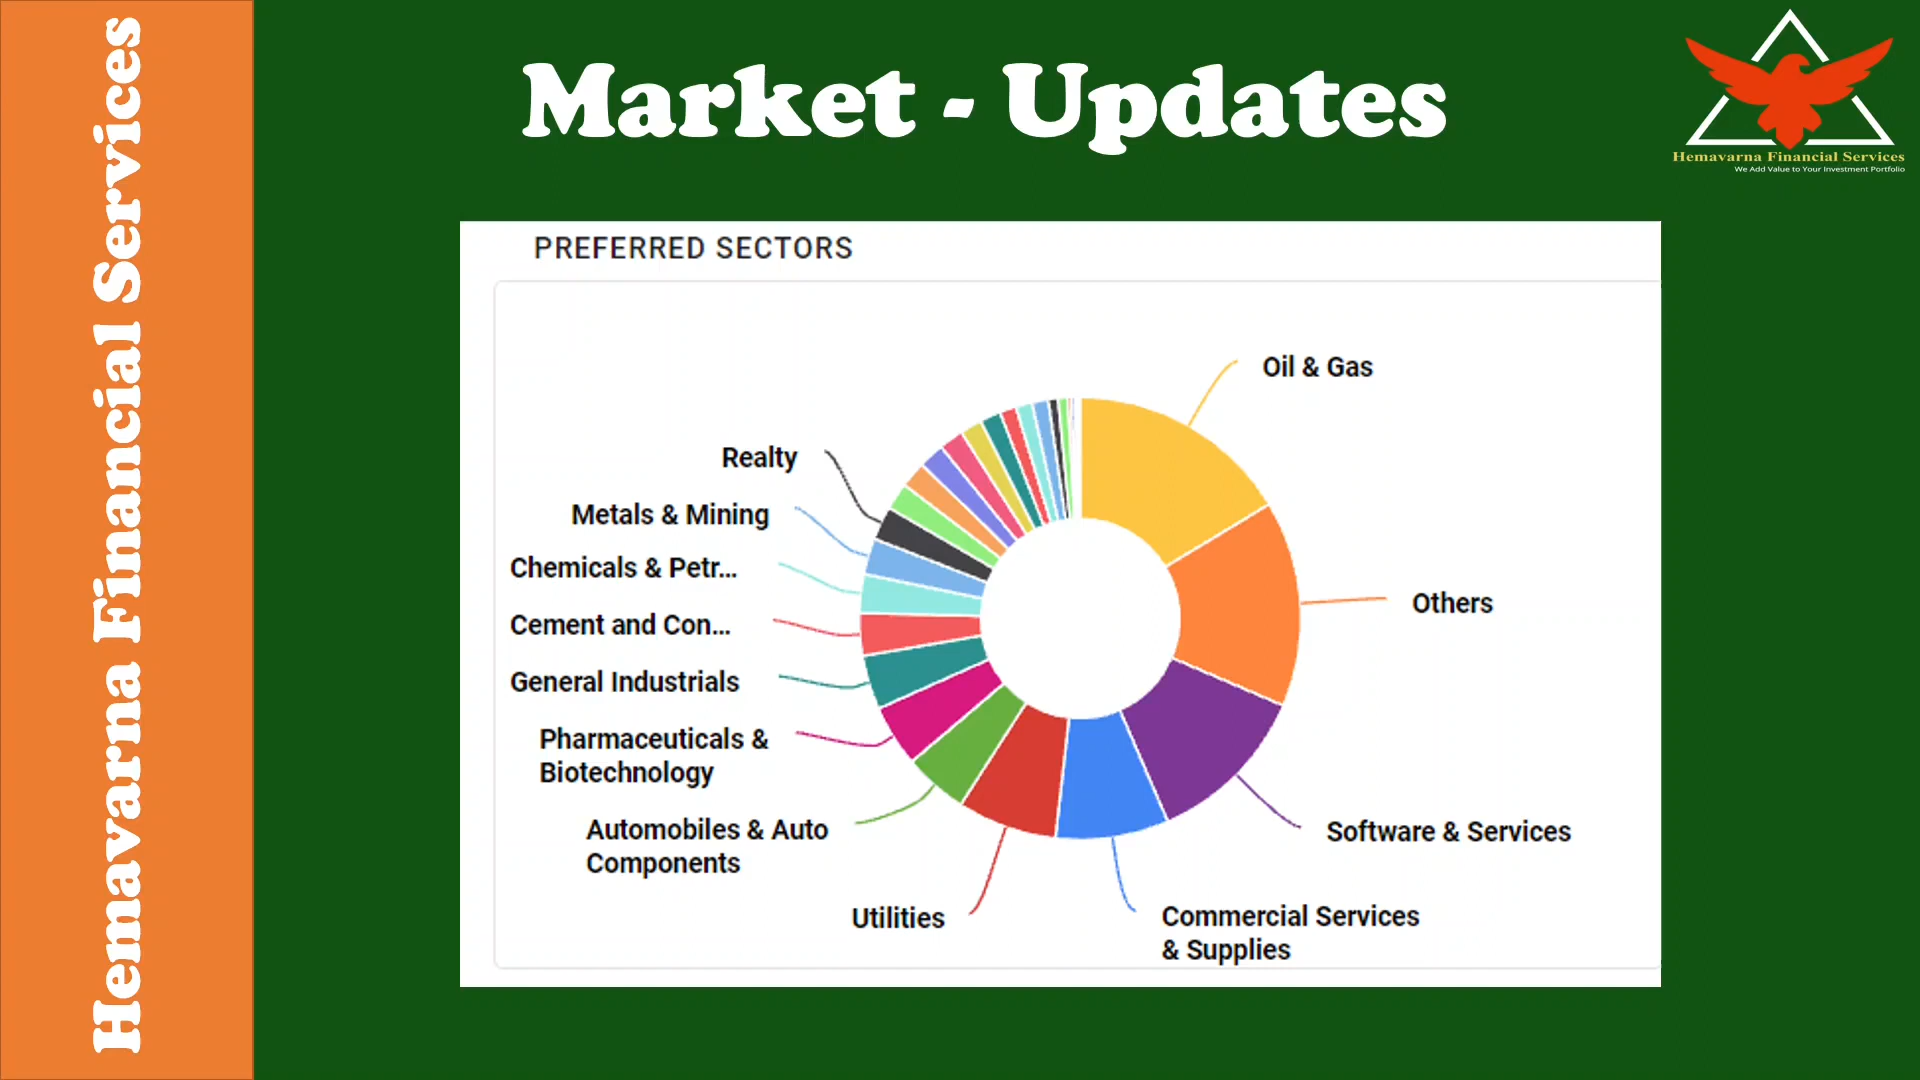 Hemavarna Financial Services
Market - Updates
Hemavarna Financial Services
We Add Value to Your Investment Portfolio
PREFERRED SECTORS
Oil & Gas
Others
Software & Services
Commercial Services
& Supplies
Utilities
Automobiles & Auto
Components
Pharmaceuticals &
Biotechnology
General Industrials
Cement and Con...
Chemicals & Petr...
Metals & Mining
Realty